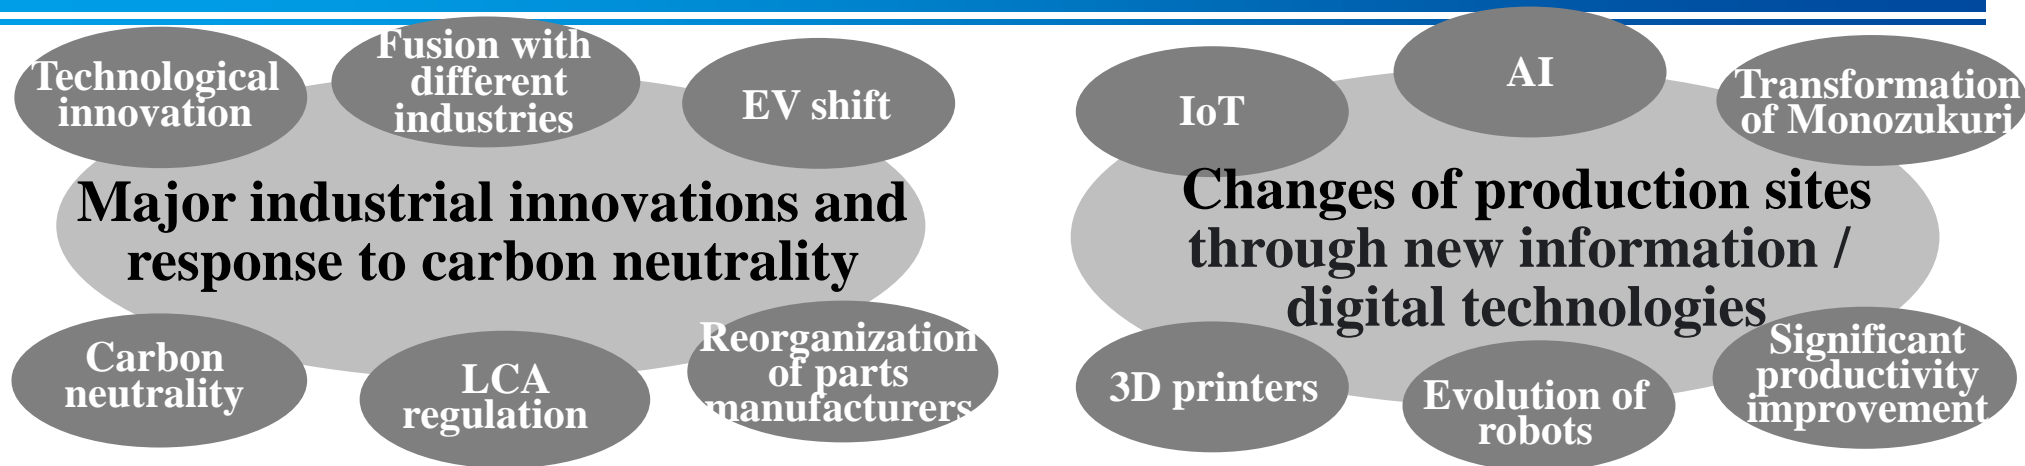 Technological
innovation
Fusion with
different
industries
EV shift
Major industrial innovations and
response to carbon neutrality
Carbon
neutrality
LCA
regulation
Reorganization
of parts
manufacturers
IoT
AI
Transformation
of Monozukuri
Changes of production sites
through new information /
digital technologies
3D printers
Evolution of
robots
Significant
productivity
improvement